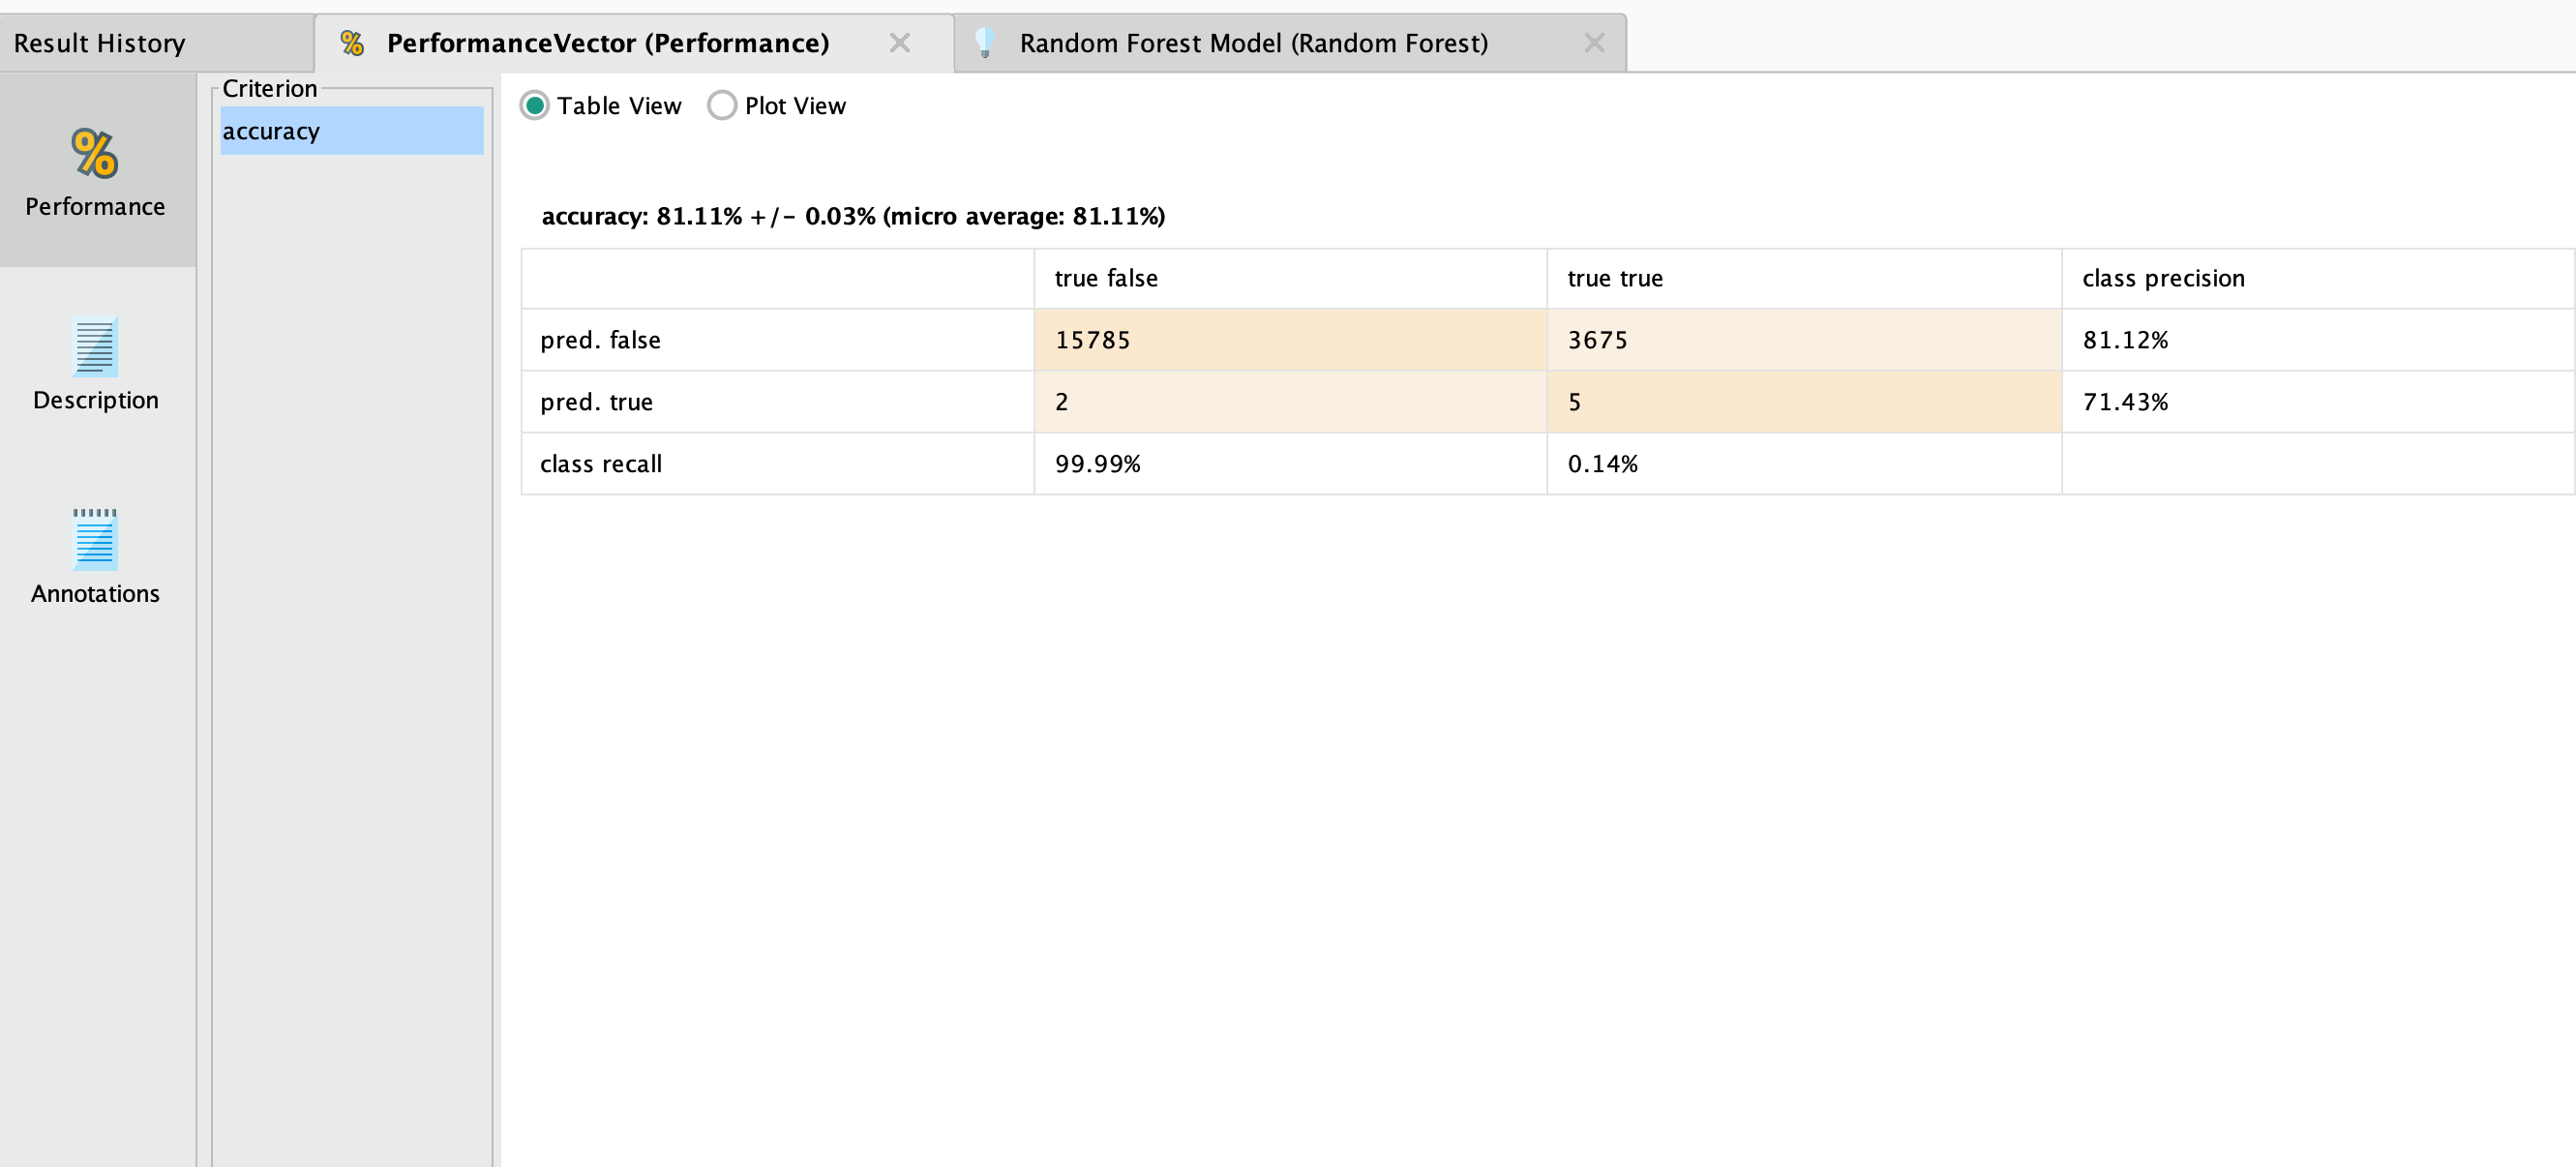 Result History
% PerformanceVector (Performance)
Random Forest Model (Random Forest)
% Performance
Description
Annotations
Criterion
accuracy
Table View Plot View
accuracy: 81.11% +/- 0.03% (micro average: 81.11%)
true false true true class precision
pred. false 15785 3675 81.12%
pred. true 2 5 71.43%
class recall 99.99% 0.14%